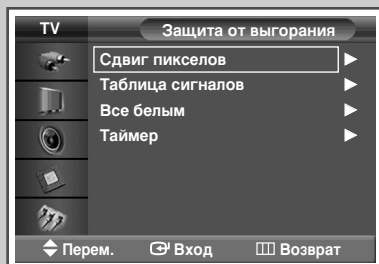 TV Защита от выгорания
Сдвиг пикселов
Таблица сигналов
Все белым
Таймер
Перем. Вход Возврат